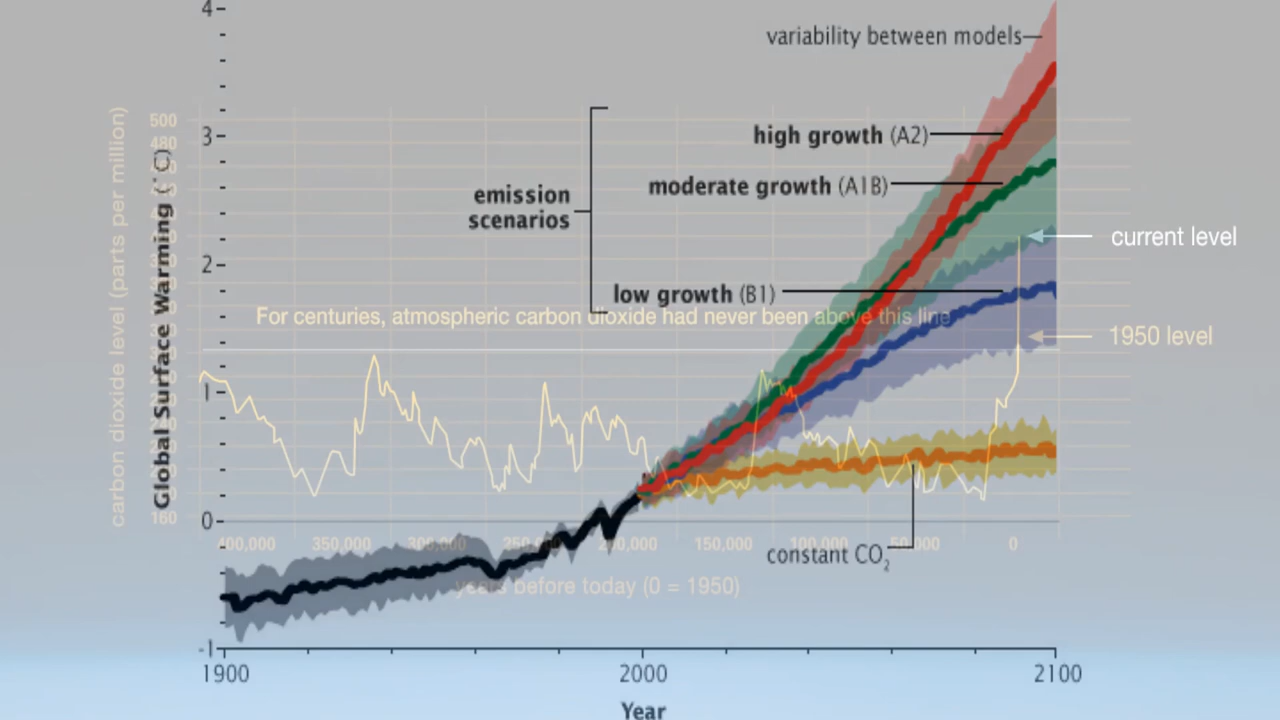 4
variability between models
500
480
3
high growth (A2)
emission
scenarios
moderate growth (A1B)
current level
2
low growth (B1)
For centuries, atmospheric carbon dioxide had never been above this line
1950 level
carbon dioxide level (parts per million)
Global Surface Warming (°C)
1
160
0
400,000 350,000 300,000 250,000 200,000 150,000 100,000 50,000 0
constant CO₂
years before today (0 = 1950)
-1
1900 2000 2100
Year